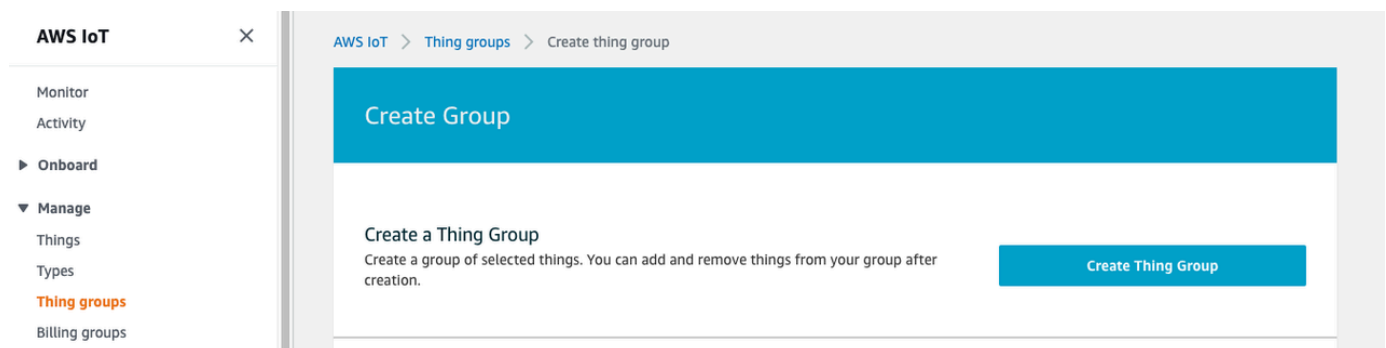 AWS IoT
Monitor
Activity
Onboard
Manage
Things
Types
Thing groups
Billing groups
AWS IoT > Thing groups > Create thing group
Create Group
Create a Thing Group
Create a group of selected things. You can add and remove things from your group after
creation.
Create Thing Group